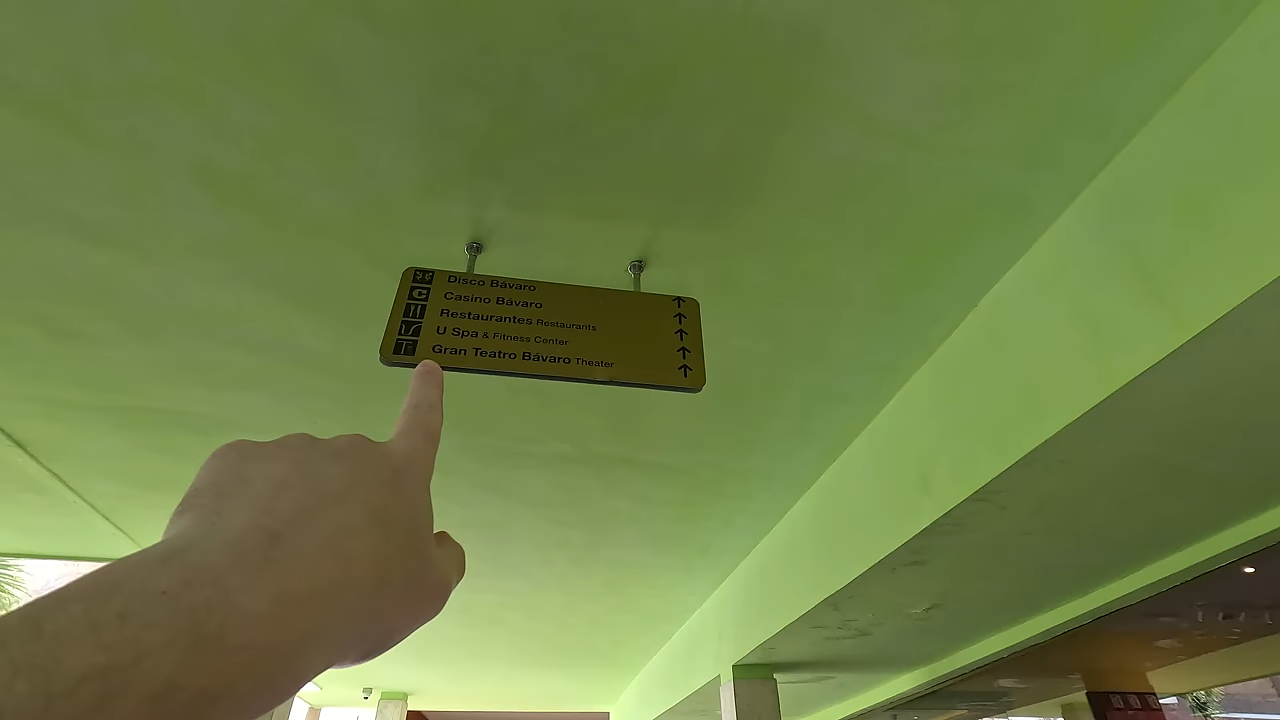 Disco Bávaro
C Casino Bávaro
Restaurantes Restaurants
U Spa & Fitness Center
T Gran Teatro Bávaro Theater